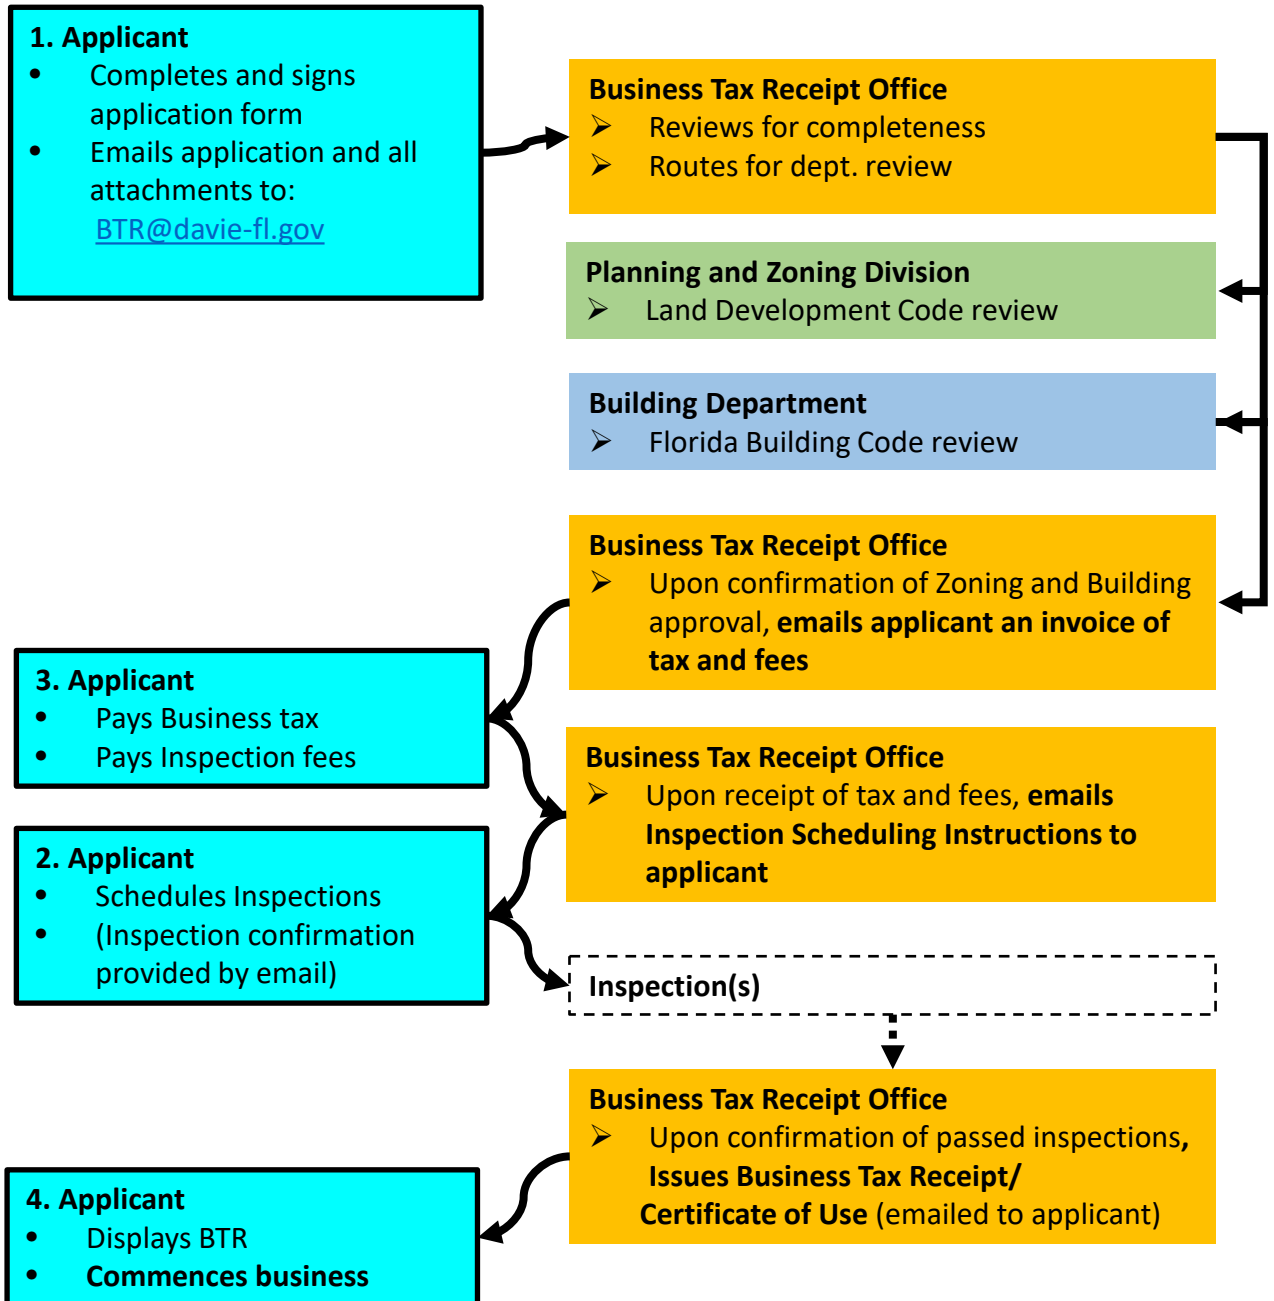 1. Applicant
• Completes and signs
application form
• Emails application and all
attachments to:
BTR@davie-fl.gov
Business Tax Receipt Office
➢ Reviews for completeness
➢ Routes for dept. review
Planning and Zoning Division
➢ Land Development Code review
Building Department
➢ Florida Building Code review
Business Tax Receipt Office
➢ Upon confirmation of Zoning and Building
approval, emails applicant an invoice of
tax and fees
3. Applicant
• Pays Business tax
• Pays Inspection fees
Business Tax Receipt Office
➢ Upon receipt of tax and fees, emails
Inspection Scheduling Instructions to
applicant
2. Applicant
• Schedules Inspections
• (Inspection confirmation
provided by email)
Inspection(s)
Business Tax Receipt Office
➢ Upon confirmation of passed inspections,
Issues Business Tax Receipt/
Certificate of Use (emailed to applicant)
4. Applicant
• Displays BTR
• Commences business